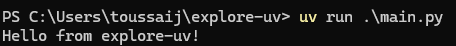 PS C:\Users\toussaij\explore-uv> uv run .\main.py
Hello from explore-uv!